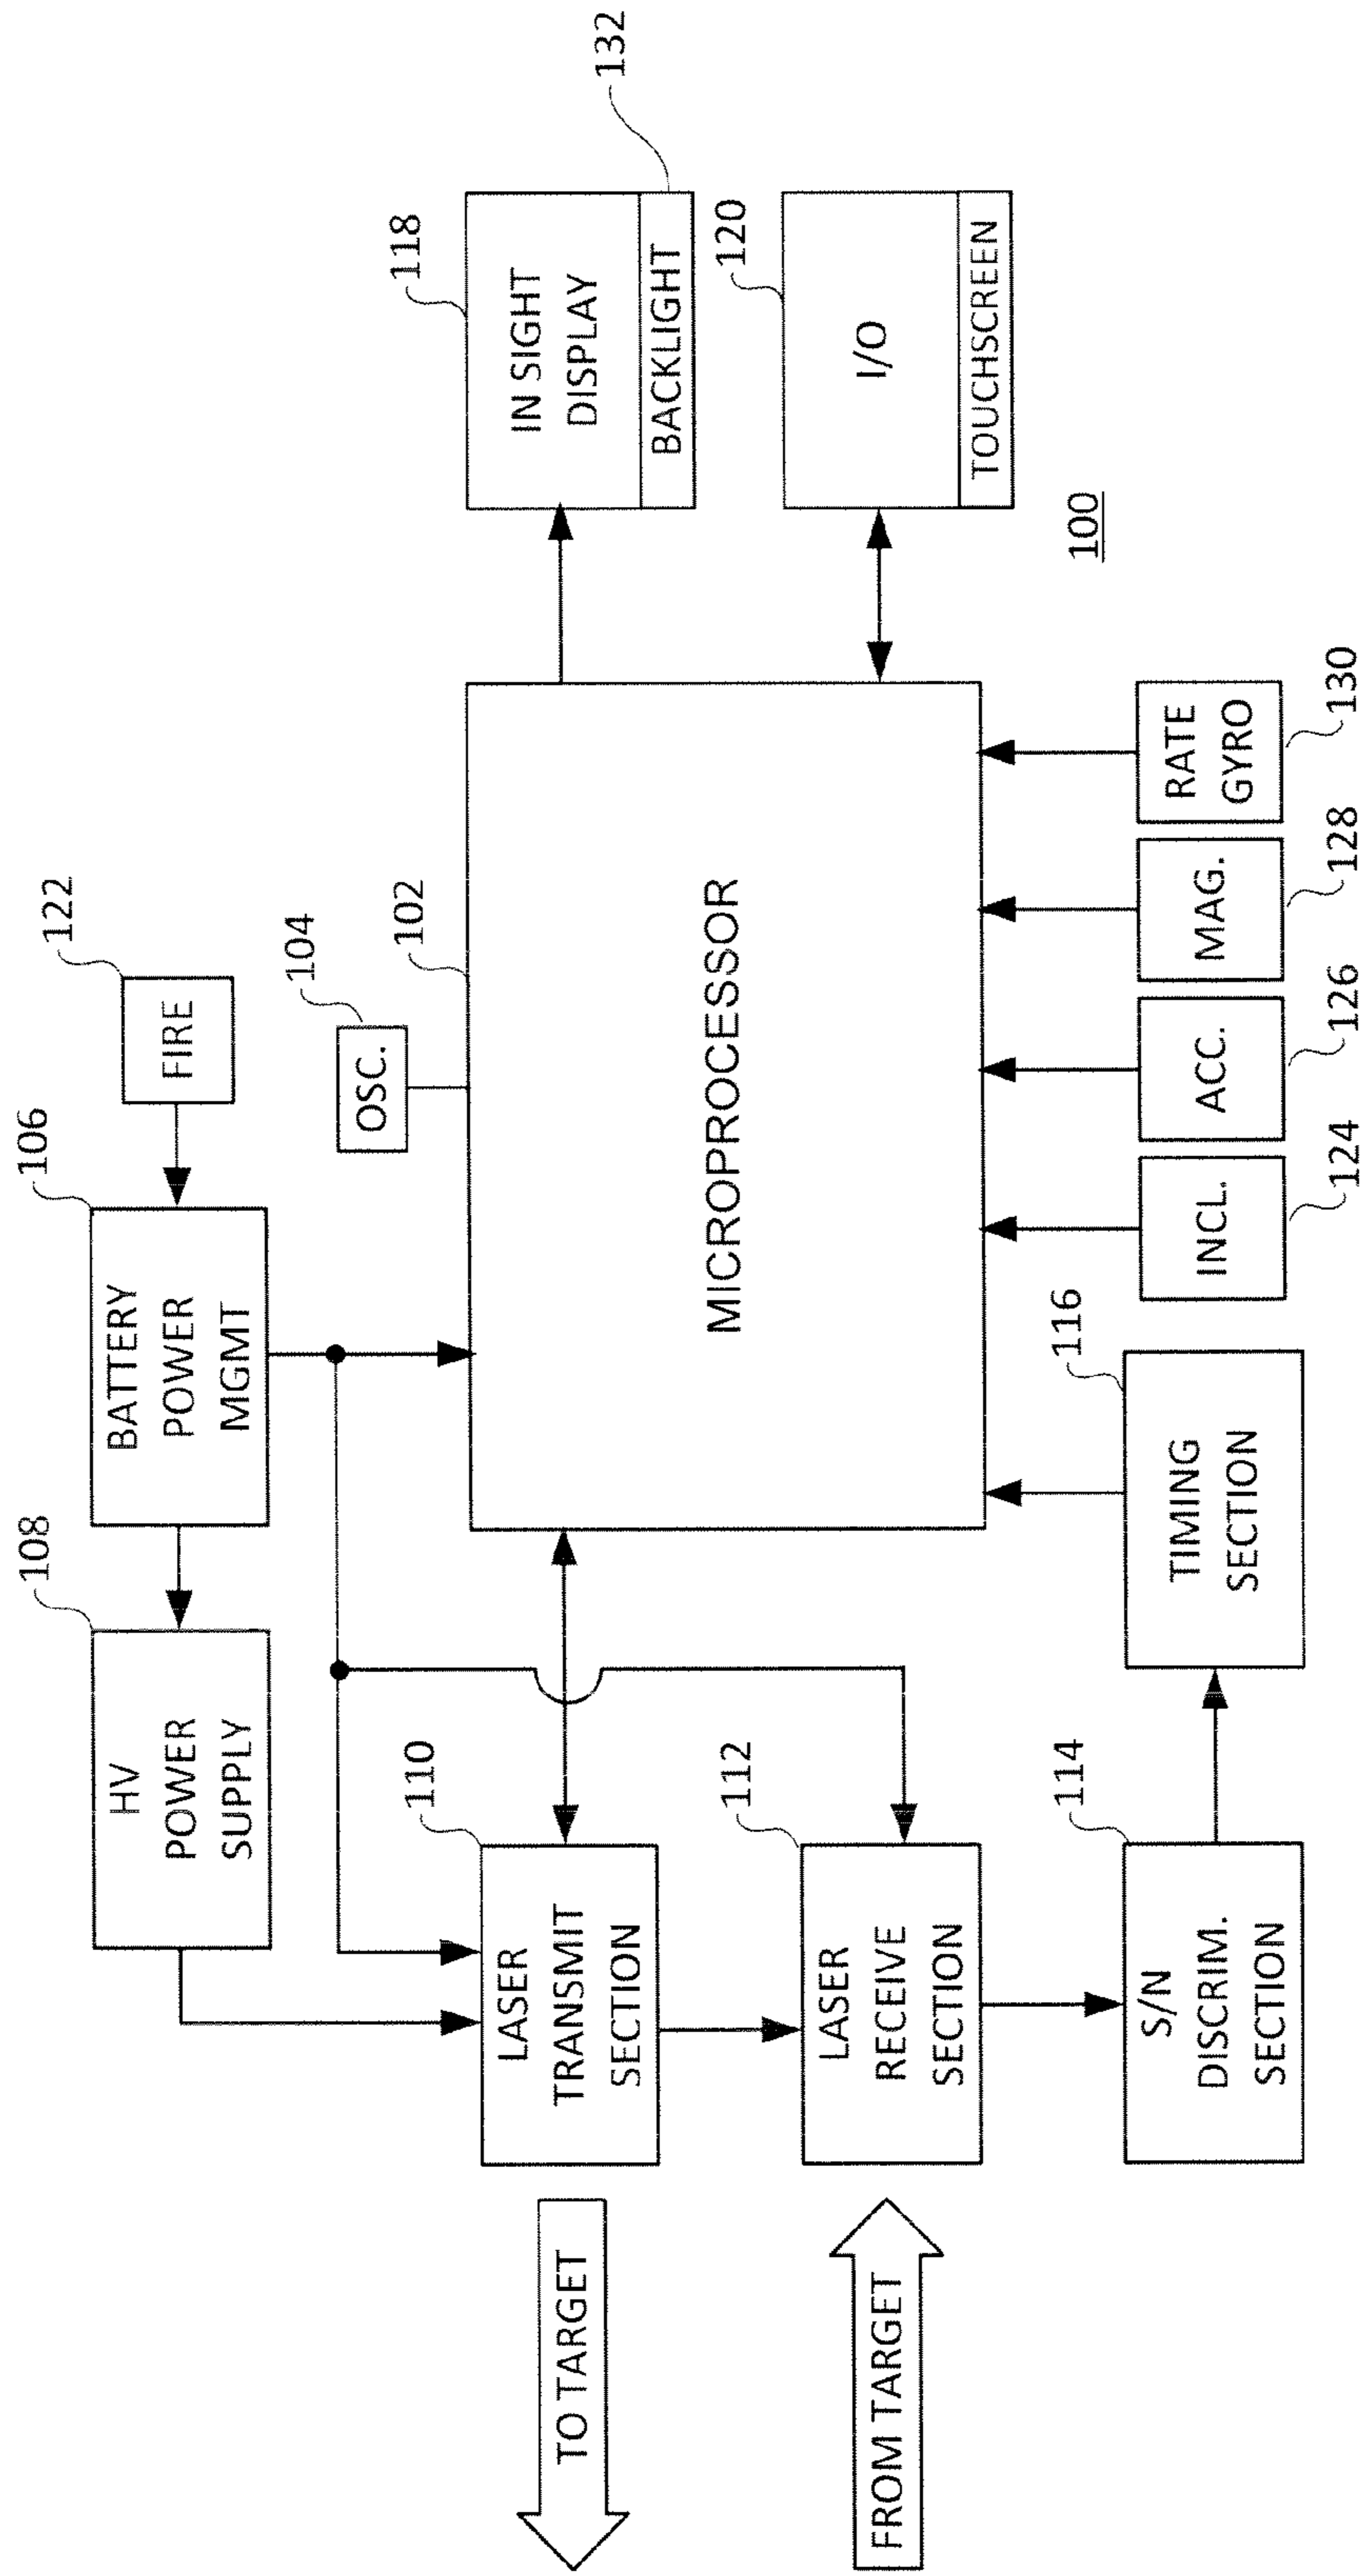 122
FIRE
106
BATTERY
POWER
MGMT
108
HV
POWER
SUPPLY
104
OSC.
102
MICROPROCESSOR
118
IN SIGHT
DISPLAY
BACKLIGHT
132
120
I/O
TOUCHSCREEN
100
110
LASER
TRANSMIT
SECTION
TO TARGET
112
LASER
RECEIVE
SECTION
FROM TARGET
114
S/N
DISCRIM.
SECTION
116
TIMING
SECTION
INCL.
124
ACC.
126
MAG.
128
RATE
GYRO
130